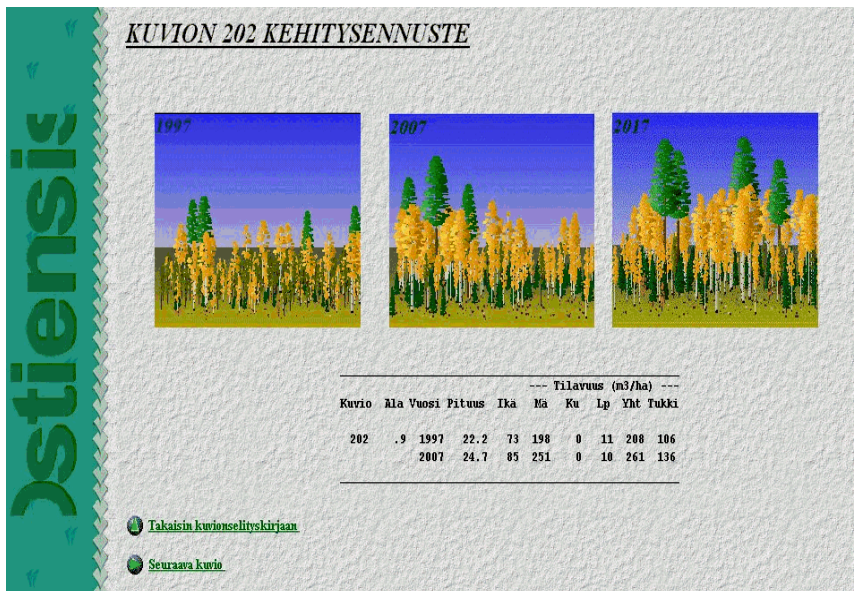 KUVION 202 KEHITYSENNUSTE
1997
2007
2017
--- Tilavuus (m3/ha) ---
Kuvio Ala Vuosi Pituus Ikä Mä Ku Lp Yht Tukki
202 .9 1997 22.2 73 198 0 11 208 106
2007 24.7 85 251 0 10 261 136
Takaisin kuvionselityskirjaan
Seuraava kuvio